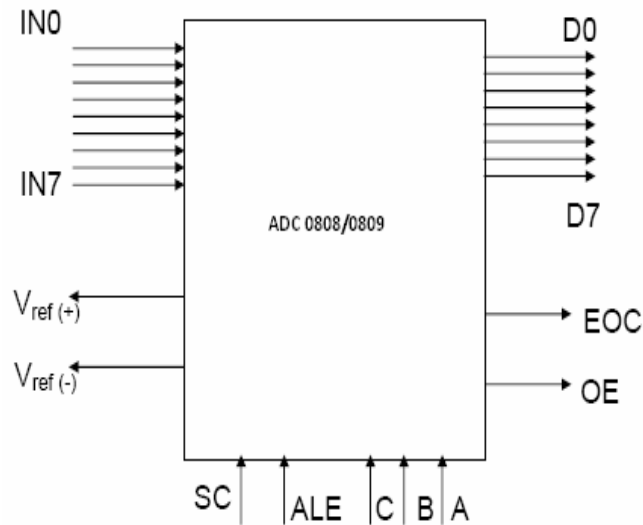 IN0
D0
IN7
D7
ADC 0808/0809
Vref (+)
EOC
Vref (-)
OE
SC
ALE
C
B
A